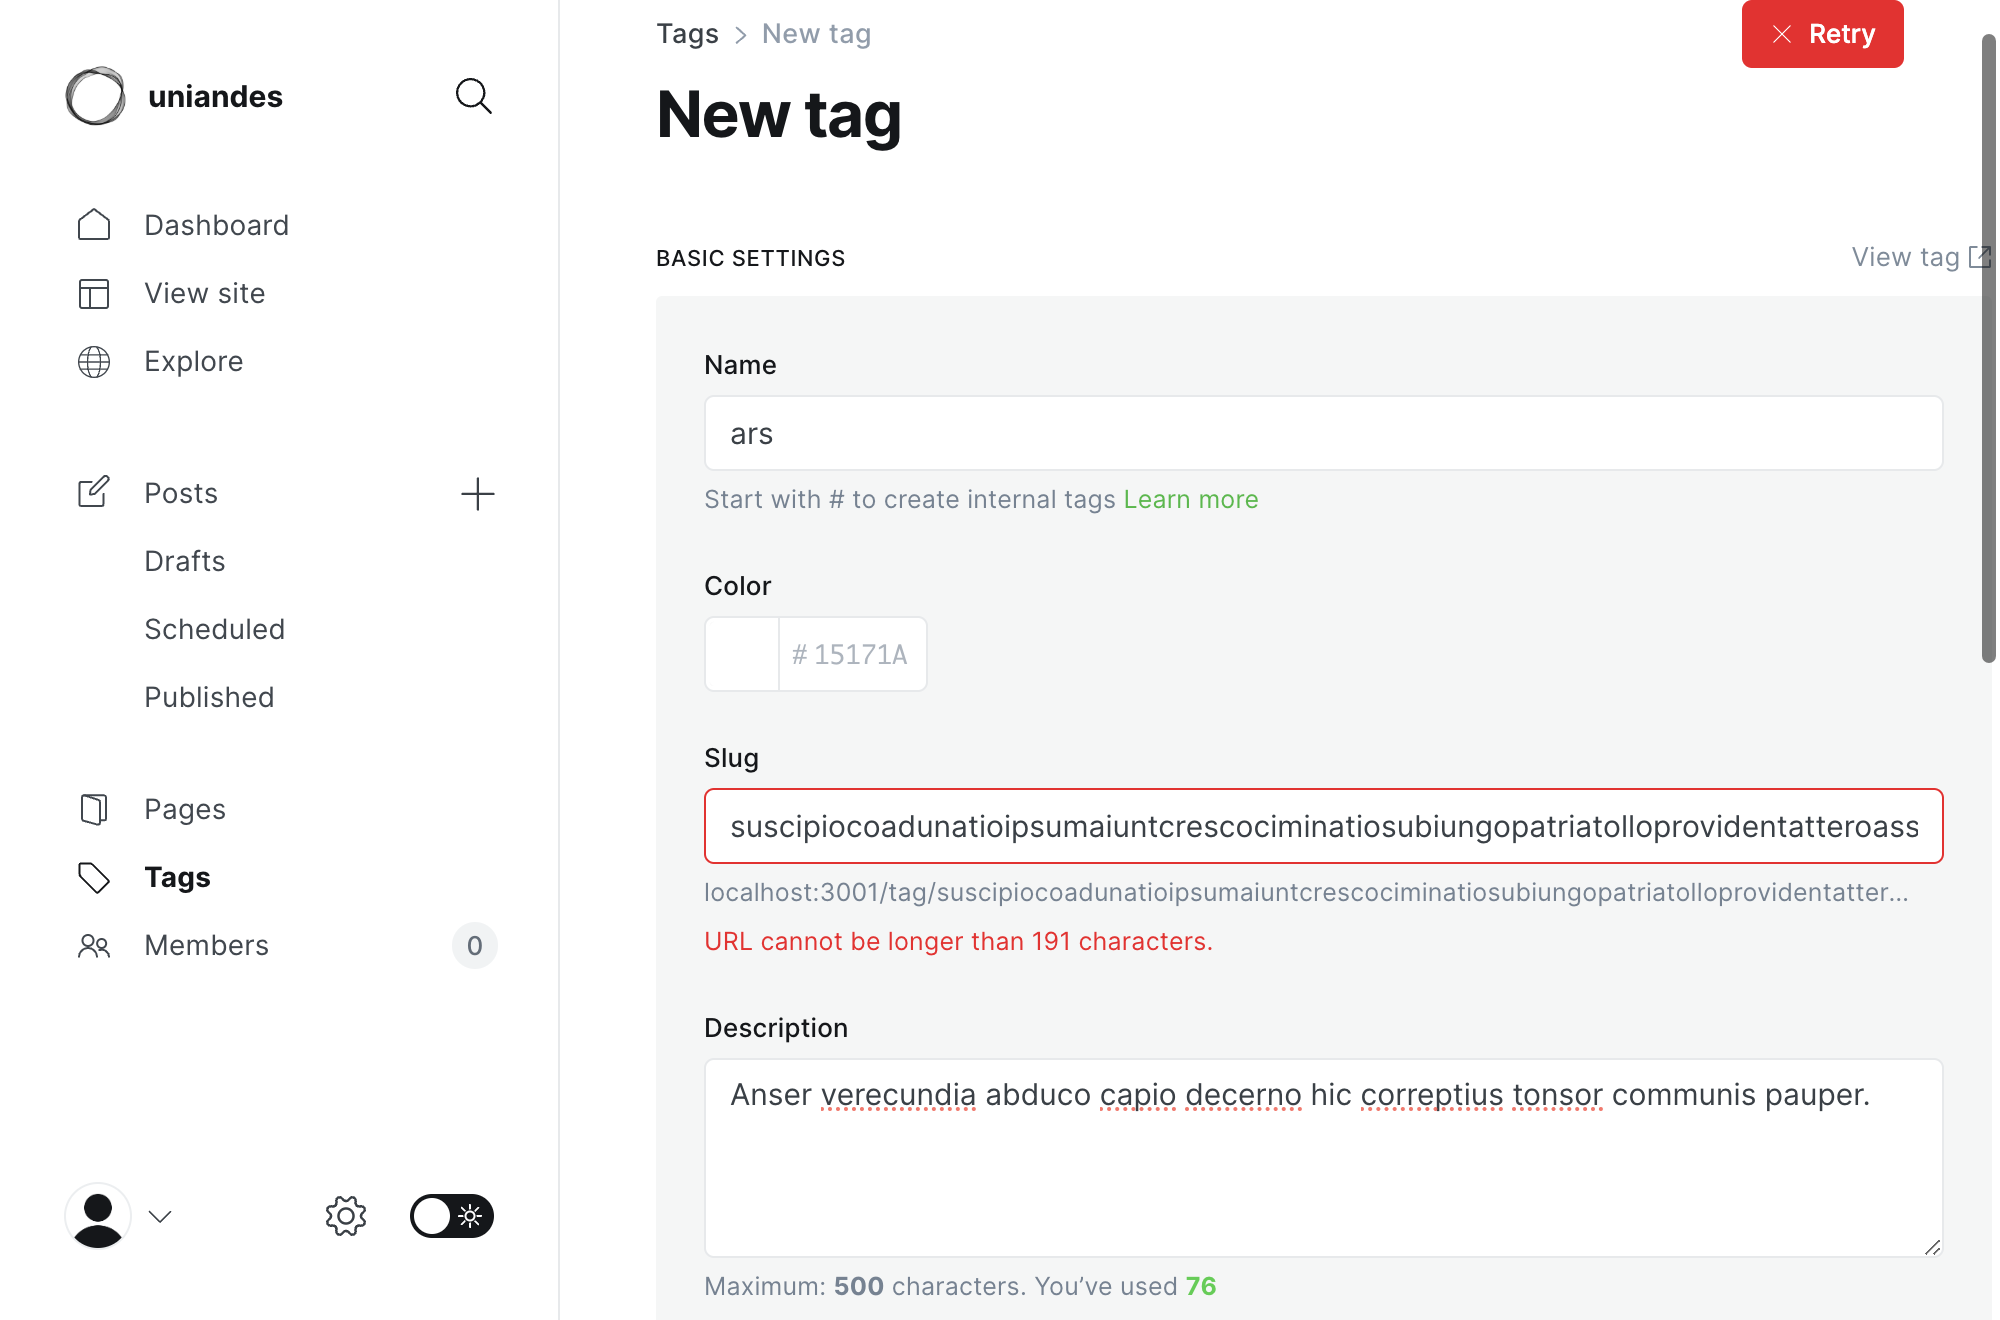 uniandes
Dashboard
View site
Explore
Posts
Drafts
Scheduled
Published
Pages
Tags
Members 0
Tags > New tag
Retry
New tag
BASIC SETTINGS
View tag
Name
ars
Start with # to create internal tags Learn more
Color
# 15171A
Slug
suscipiocoadunatioipsumaiuntcrescociminatiosubiungopatriatolloprovidentatteroass
localhost:3001/tag/suscipiocoadunatioipsumaiuntcrescociminatiosubiungopatriatolloprovidentatter...
URL cannot be longer than 191 characters.
Description
Anser verecundia abduco capio decerno hic correptius tonsor communis pauper.
Maximum: 500 characters. You’ve used 76